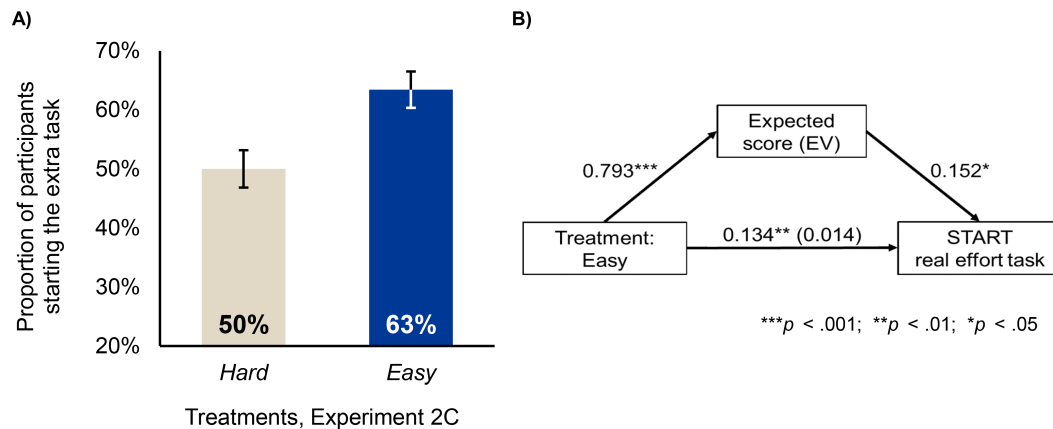 A)
Proportion of participants
starting the extra task
70%
60%
50%
40%
30%
20%
50%
63%
Hard
Easy
Treatments, Experiment 2C
B)
Expected
score (EV)
0.793***
0.152*
Treatment:
Easy
0.134** (0.014)
START
real effort task
***p < .001; **p < .01; *p < .05